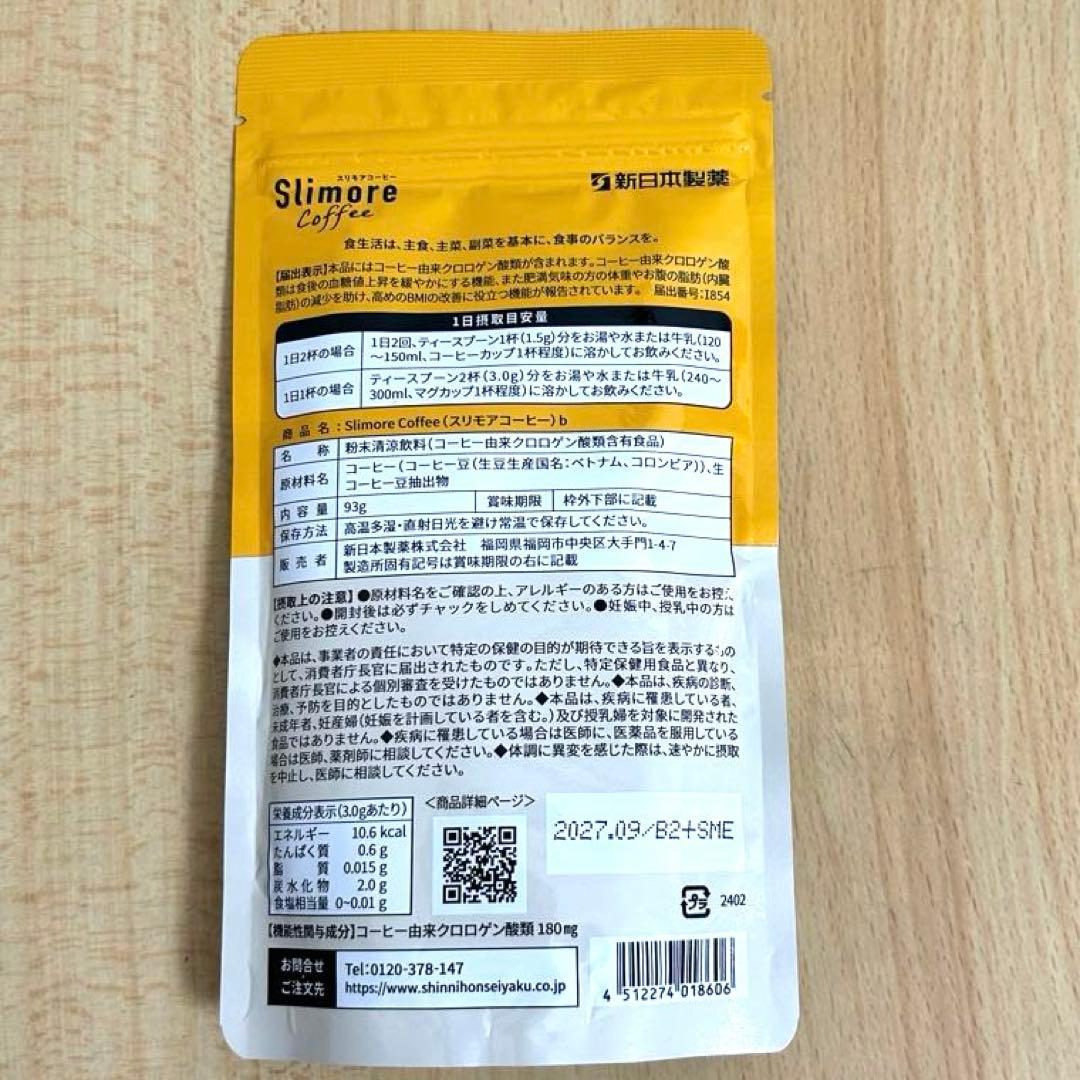 スリモアコーヒー
Slimore
Coffee
新日本製薬
食生活は、主食、主菜、副菜を基本に、食事のバランスを。
【届出表示】本品にはコーヒー由来クロロゲン酸類が含まれます。コーヒー由来クロロゲン酸
類は食後の血糖値上昇を緩やかにする機能、また肥満気味の方の体重やお腹の脂肪(内臓
脂肪)の減少を助け、高めのBMIの改善に役立つ機能が報告されています。 届出番号:I854
1日摂取目安量
1日2杯の場合
1日2回、ティースプーン1杯(1.5g)分をお湯や水または牛乳(120
~150ml、コーヒーカップ1杯程度)に溶かしてお飲みください。
1日1杯の場合
ティースプーン2杯(3.0g)分をお湯や水または牛乳(240~
300ml、マグカップ1杯程度)に溶かしてお飲みください。
商品名:Slimore Coffee(スリモアコーヒー)b
名称 粉末清涼飲料(コーヒー由来クロロゲン酸類含有食品)
原材料名 コーヒー(コーヒー豆(生豆生産国名:ベトナム、コロンビア))、生
コーヒー豆抽出物
内容量 93g 賞味期限 枠外下部に記載
保存方法 高温多湿・直射日光を避け常温で保存してください。
販売者 新日本製薬株式会社 福岡県福岡市中央区大手門1-4-7
製造所固有記号は賞味期限の右に記載
【摂取上の注意】●原材料名をご確認の上、アレルギーのある方はご使用をお控え
ください。●開封後は必ずチャックをしめてください。●妊娠中、授乳中の方は
ご使用をお控えください。
◆本品は、事業者の責任において特定の保健の目的が期待できる旨を表示するもの
として、消費者庁長官に届出されたものです。ただし、特定保健用食品と異なり、
消費者庁長官による個別審査を受けたものではありません。◆本品は、疾病の診断、
治療、予防を目的としたものではありません。◆本品は、疾病に罹患している者、
未成年者、妊産婦(妊娠を計画している者を含む。)及び授乳婦を対象に開発された
食品ではありません。◆疾病に罹患している場合は医師に、医薬品を服用している
場合は医師、薬剤師に相談してください。◆体調に異変を感じた際は、速やかに摂取
を中止し、医師に相談してください。
栄養成分表示(3.0gあたり)
エネルギー 10.6 kcal
たんぱく質 0.6 g
脂質 0.015 g
炭水化物 2.0 g
食塩相当量 0~0.01 g
<商品詳細ページ>
2027.09/B2+SME
プラ 2402
【機能性関与成分】コーヒー由来クロロゲン酸類 180mg
お問合せ
ご注文先
Tel:0120-378-147
https://www.shinnihonseiyaku.co.jp
4 512274 018606